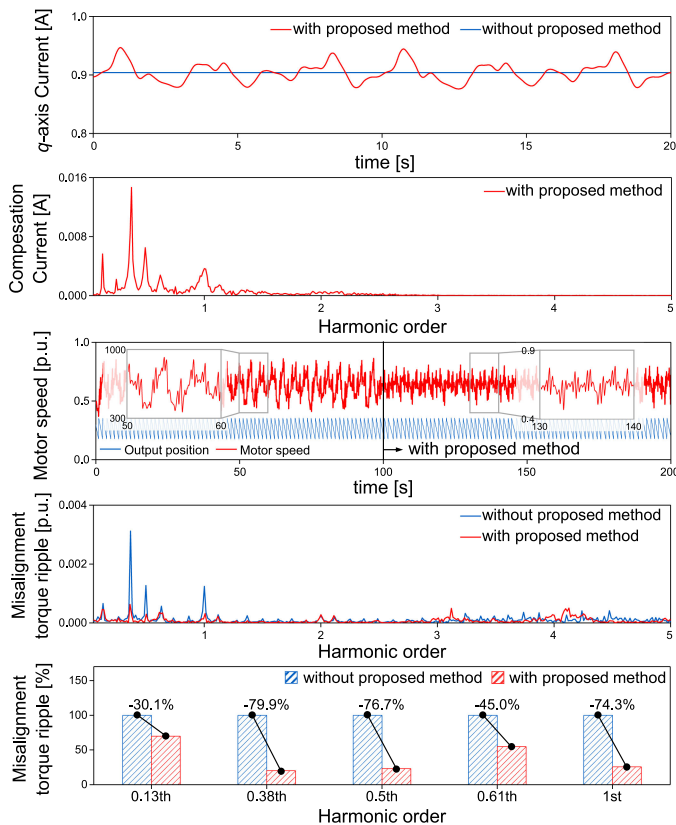 1.0
with proposed method
without proposed method
q-axis Current [A]
0.9
0.8
0
5
10
15
20
time [s]
0.016
with proposed method
Compesation
Current [A]
0.008
0.000
1
2
3
4
5
Harmonic order
1.0
Motor speed [p.u.]
1000
0.9
0.5
300
0.4
50
60
130
140
Output position
Motor speed
with proposed method
0.0
0
50
100
150
200
time [s]
0.004
without proposed method
with proposed method
Misalignment
torque ripple [p.u.]
0.002
0.000
1
2
3
4
5
Harmonic order
Misalignment
torque ripple [%]
150
without proposed method
with proposed method
-30.1%
-79.9%
-76.7%
-45.0%
-74.3%
100
50
0
0.13th
0.38th
0.5th
0.61th
1st
Harmonic order